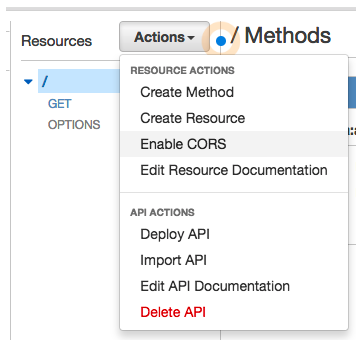 Resources
Actions
/ Methods
/
GET
OPTIONS
RESOURCE ACTIONS
Create Method
Create Resource
Enable CORS
Edit Resource Documentation
API ACTIONS
Deploy API
Import API
Edit API Documentation
Delete API